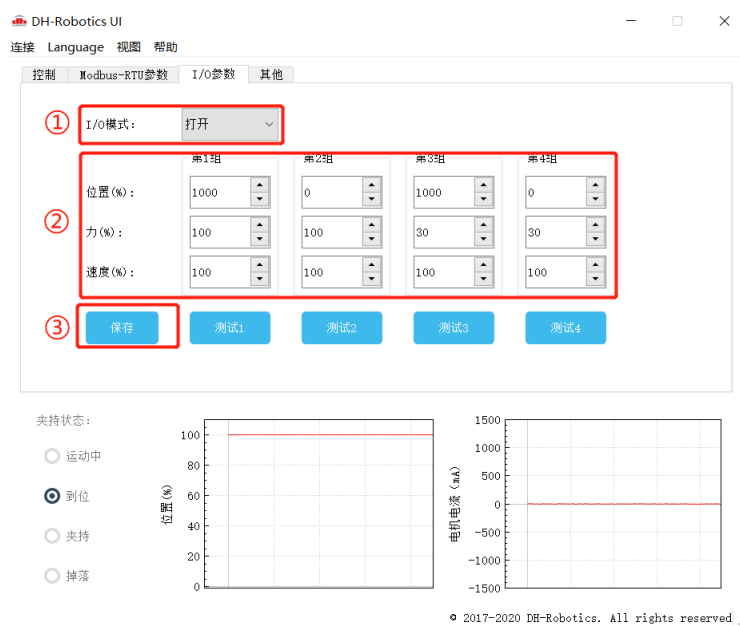 DH-Robotics UI
连接 Language 视图 帮助
控制 Modbus-RTU参数 I/O参数 其他
① I/O模式： 打开
第1组 第2组 第3组 第4组
② 位置(%)： 1000 0 1000 0
力(%)： 100 100 30 30
速度(%)： 100 100 100 100
③ 保存 测试1 测试2 测试3 测试4
夹持状态：
运动中
到位
夹持
掉落
位置(%)
100
80
60
40
20
0
电机电流 (mA)
1500
1000
500
0
-500
-1000
-1500
© 2017-2020 DH-Robotics. All rights reserved